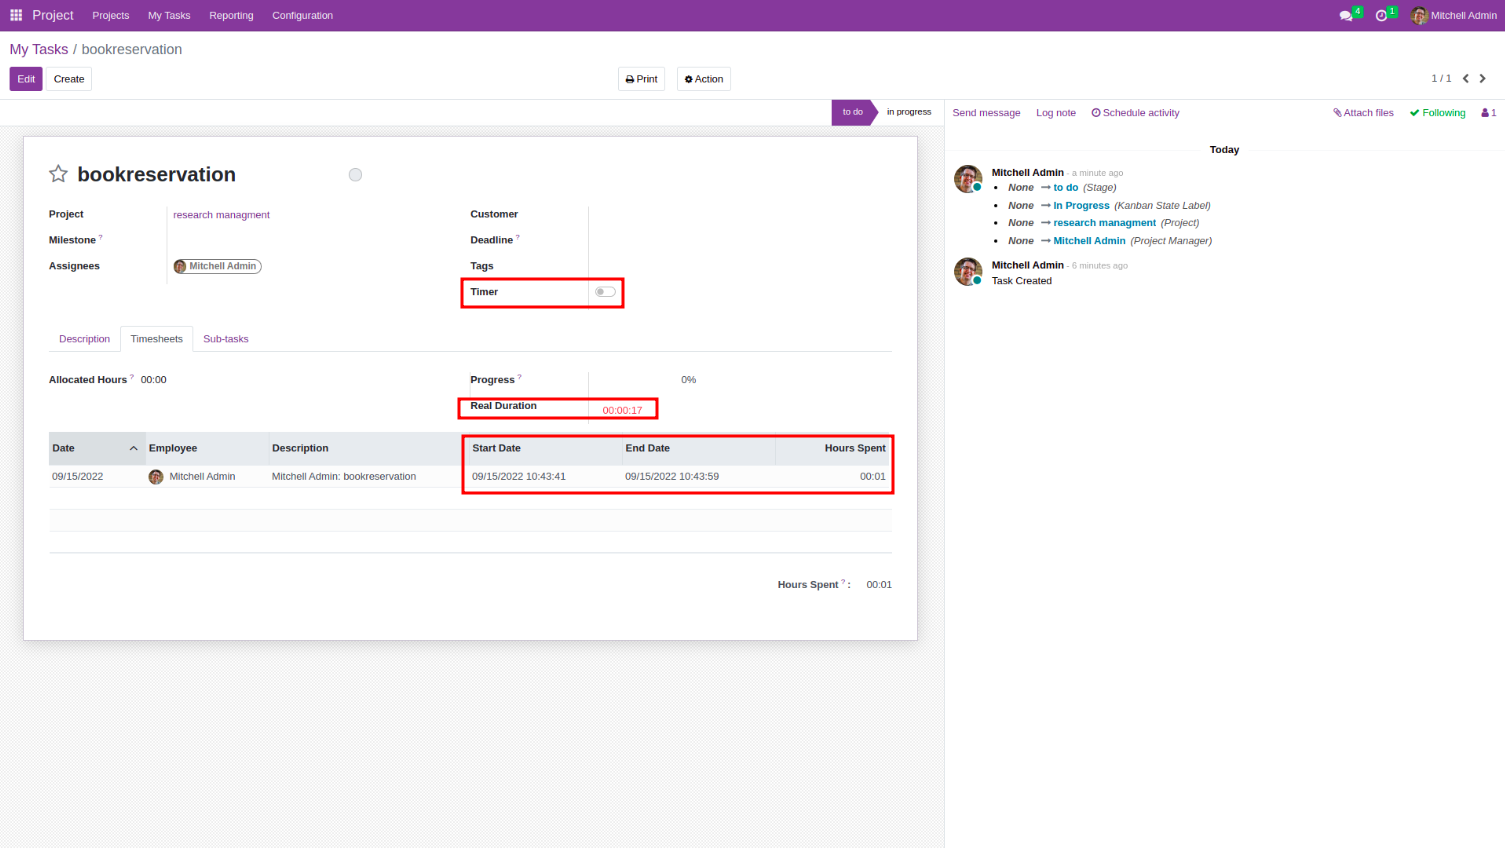 Project Projects My Tasks Reporting Configuration 4 1 Mitchell Admin
My Tasks / bookreservation
Edit Create Print Action 1 / 1
to do in progress
Send message Log note Schedule activity Attach files Following 1
bookreservation
Project research managment
Milestone ?
Assignees Mitchell Admin
Customer
Deadline ?
Tags
Timer
Description Timesheets Sub-tasks
Allocated Hours ? 00:00
Progress ? 0%
Real Duration 00:00:17
Date Employee Description Start Date End Date Hours Spent
09/15/2022 Mitchell Admin Mitchell Admin: bookreservation 09/15/2022 10:43:41 09/15/2022 10:43:59 00:01
Hours Spent ? : 00:01
Today
Mitchell Admin - a minute ago
• None → to do (Stage)
• None → In Progress (Kanban State Label)
• None → research managment (Project)
• None → Mitchell Admin (Project Manager)
Mitchell Admin - 6 minutes ago
Task Created